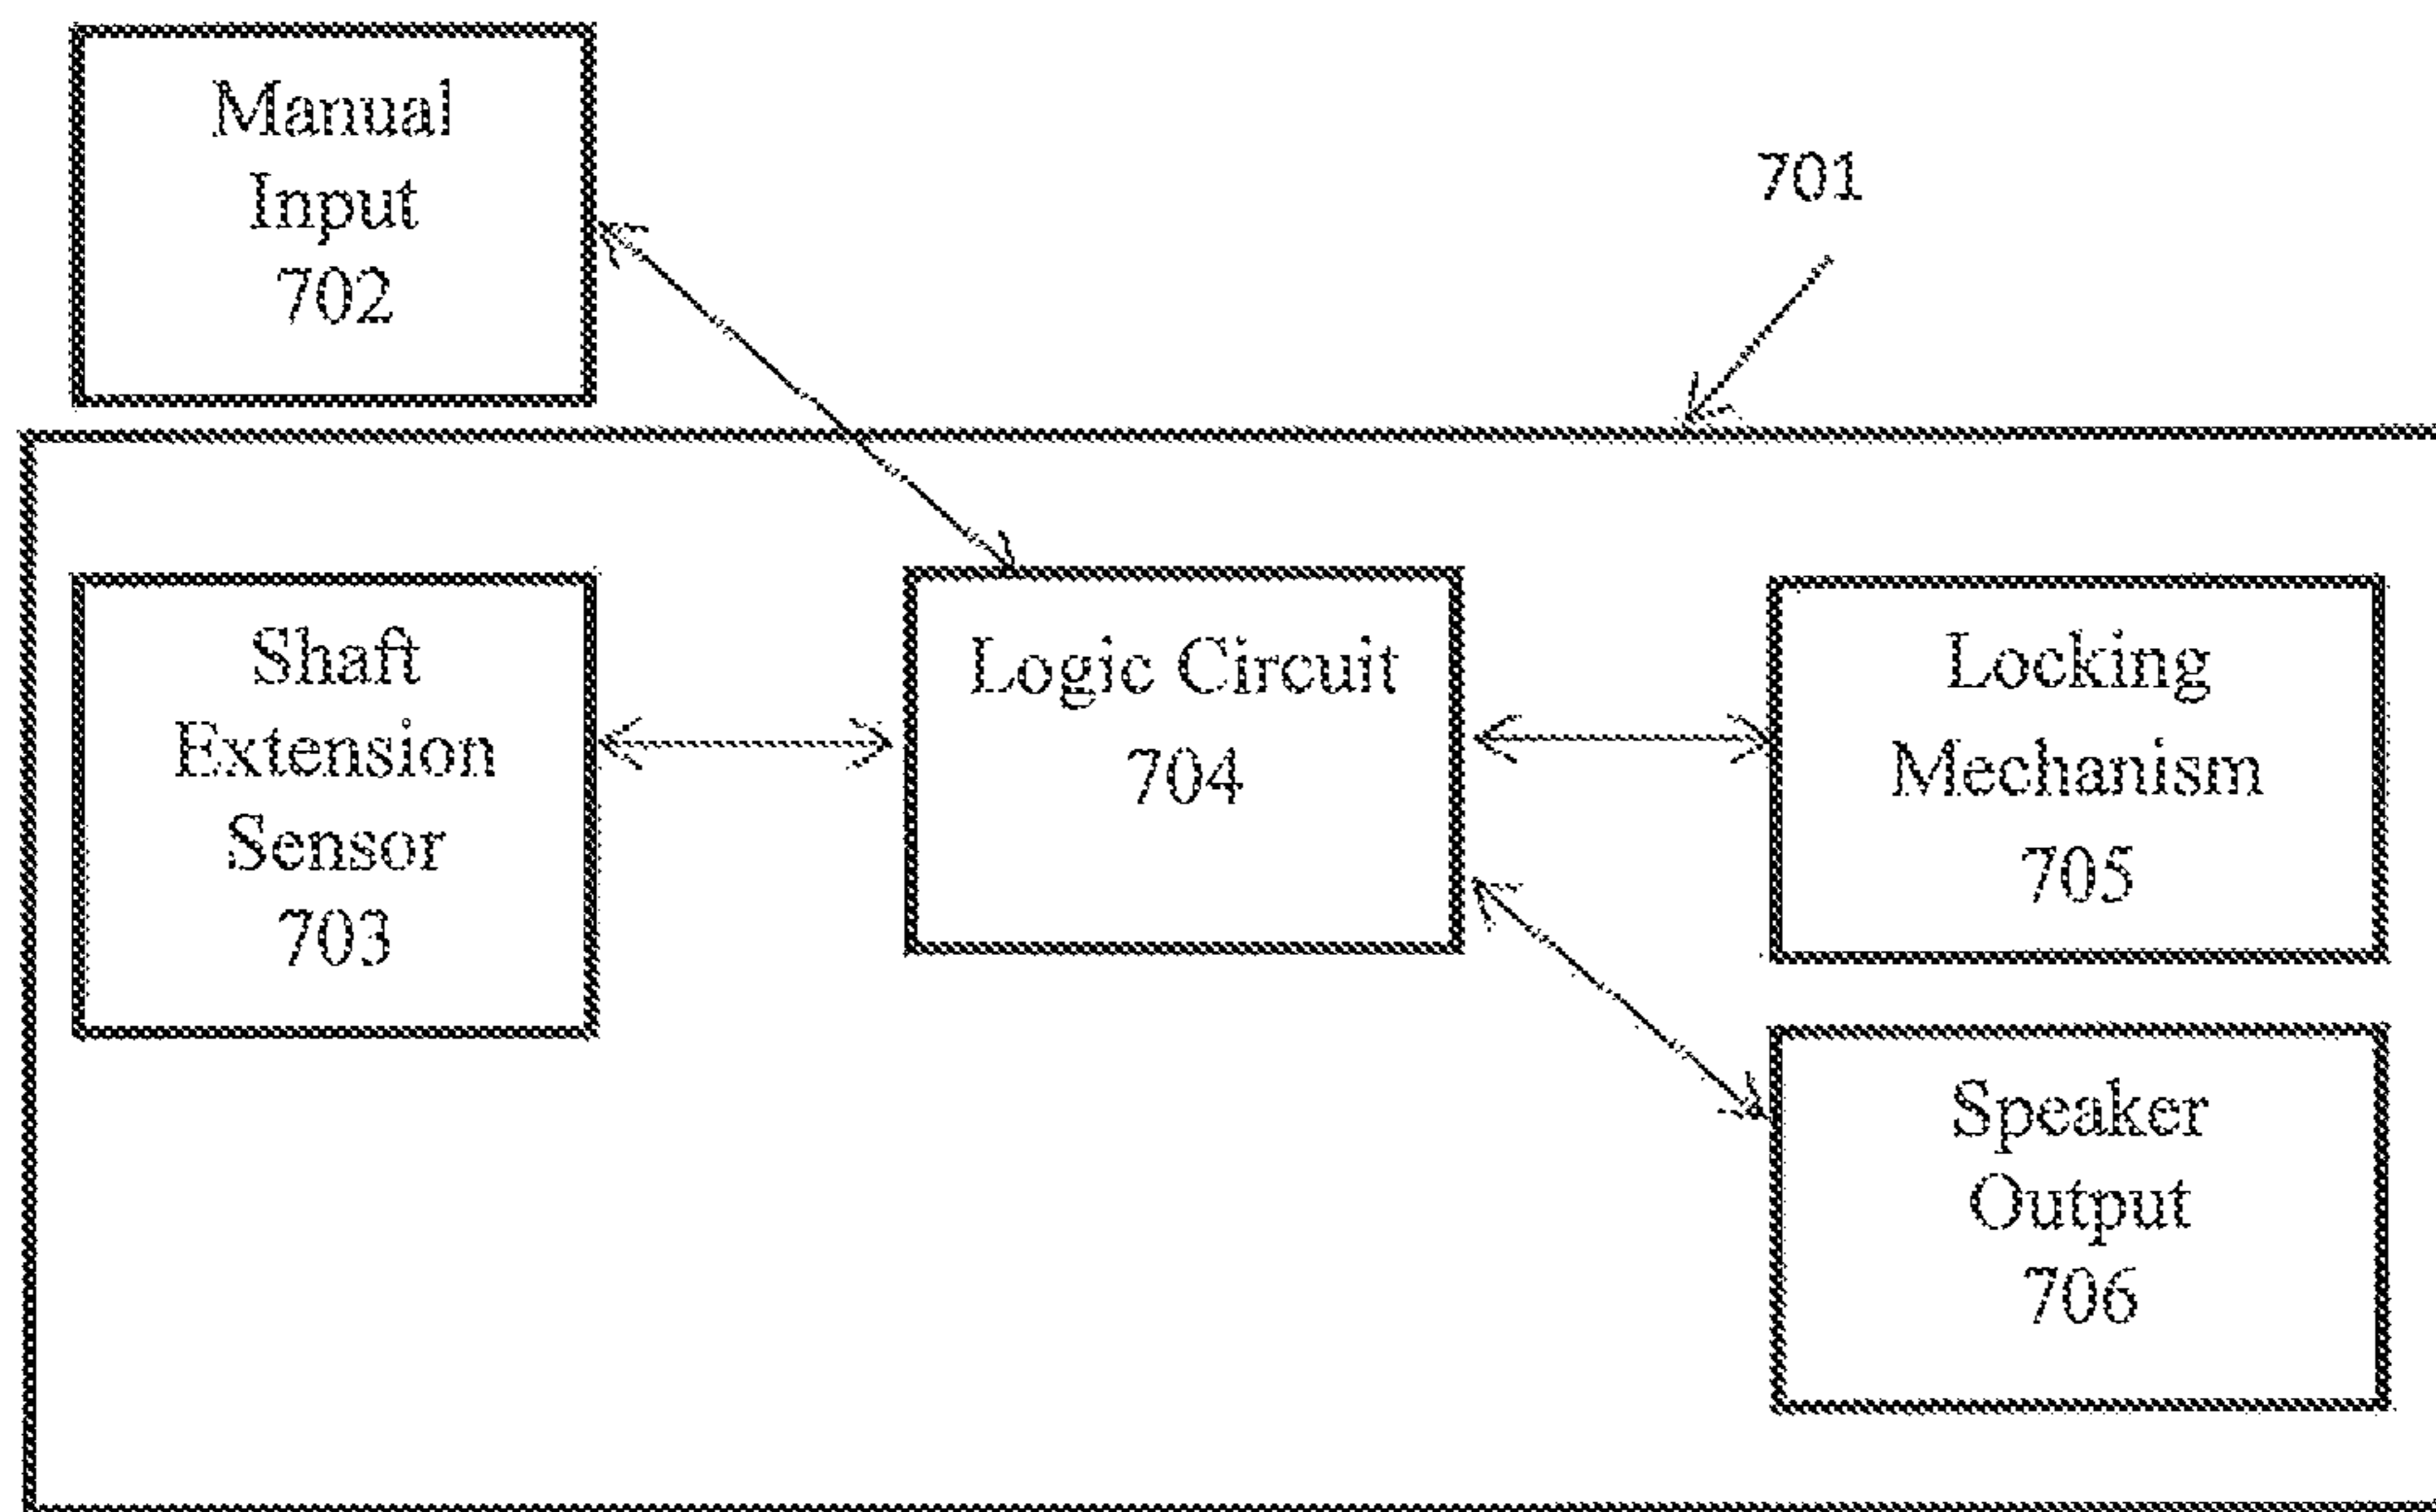 Manual
Input
702
701
Shaft
Extension
Sensor
703
Logic Circuit
704
Locking
Mechanism
705
Speaker
Output
706